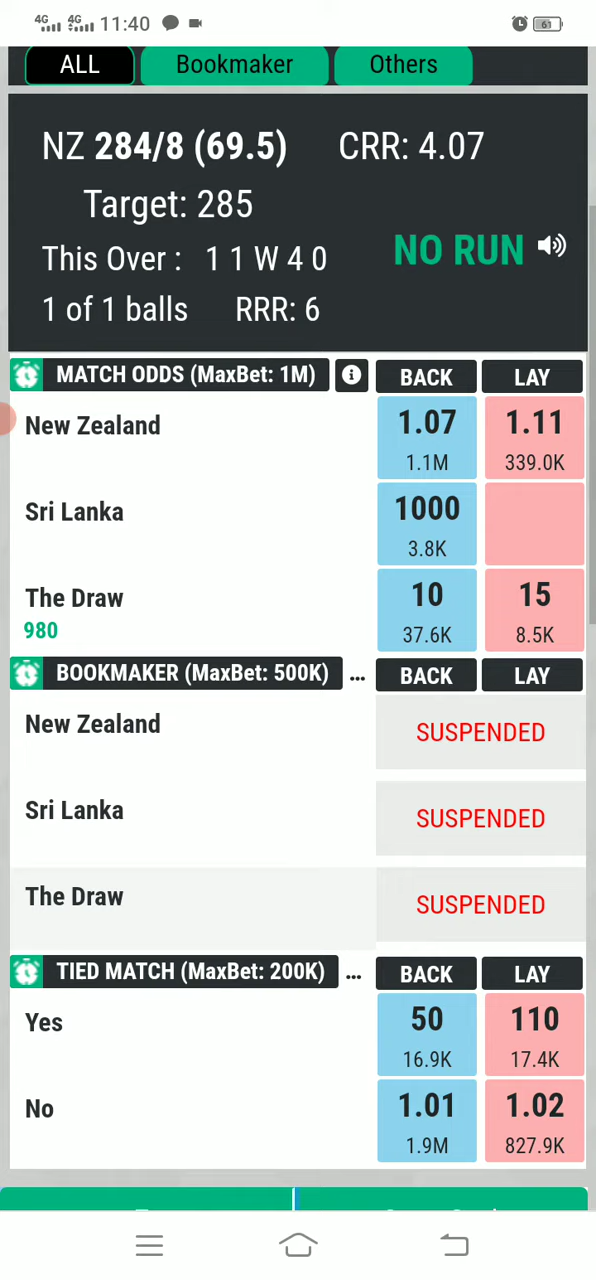 4G 4G 11:40 61
ALL Bookmaker Others
NZ 284/8 (69.5) CRR: 4.07
Target: 285
This Over : 1 1 W 4 0 NO RUN
1 of 1 balls RRR: 6
MATCH ODDS (MaxBet: 1M) BACK LAY
New Zealand 1.07 1.11
1.1M 339.0K
Sri Lanka 1000
3.8K
The Draw 10 15
980 37.6K 8.5K
BOOKMAKER (MaxBet: 500K) ... BACK LAY
New Zealand SUSPENDED
Sri Lanka SUSPENDED
The Draw SUSPENDED
TIED MATCH (MaxBet: 200K) ... BACK LAY
Yes 50 110
16.9K 17.4K
No 1.01 1.02
1.9M 827.9K